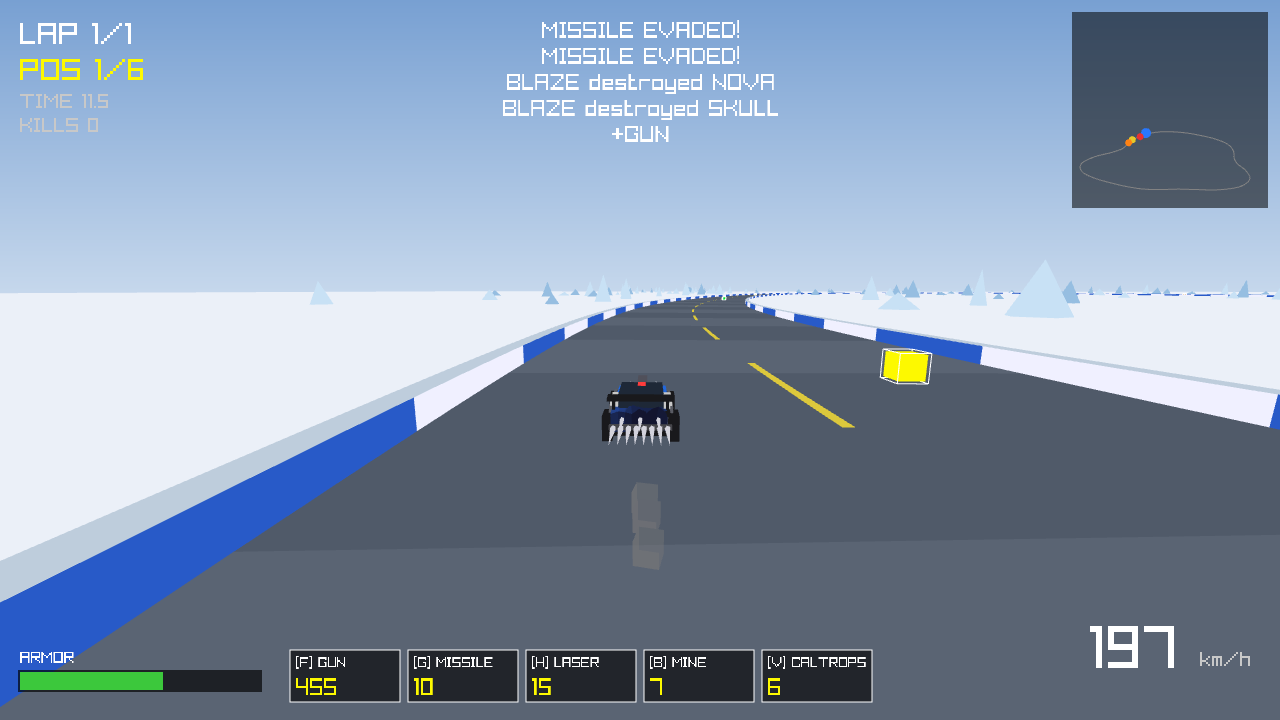 LAP 1/1
POS 1/6
TIME 11.5
KILLS 0
MISSILE EVADED!
MISSILE EVADED!
BLAZE destroyed NOVA
BLAZE destroyed SKULL
+GUN
ARMOR
[F] GUN
455
[G] MISSILE
10
[H] LASER
15
[B] MINE
7
[V] CALTROPS
6
197 km/h